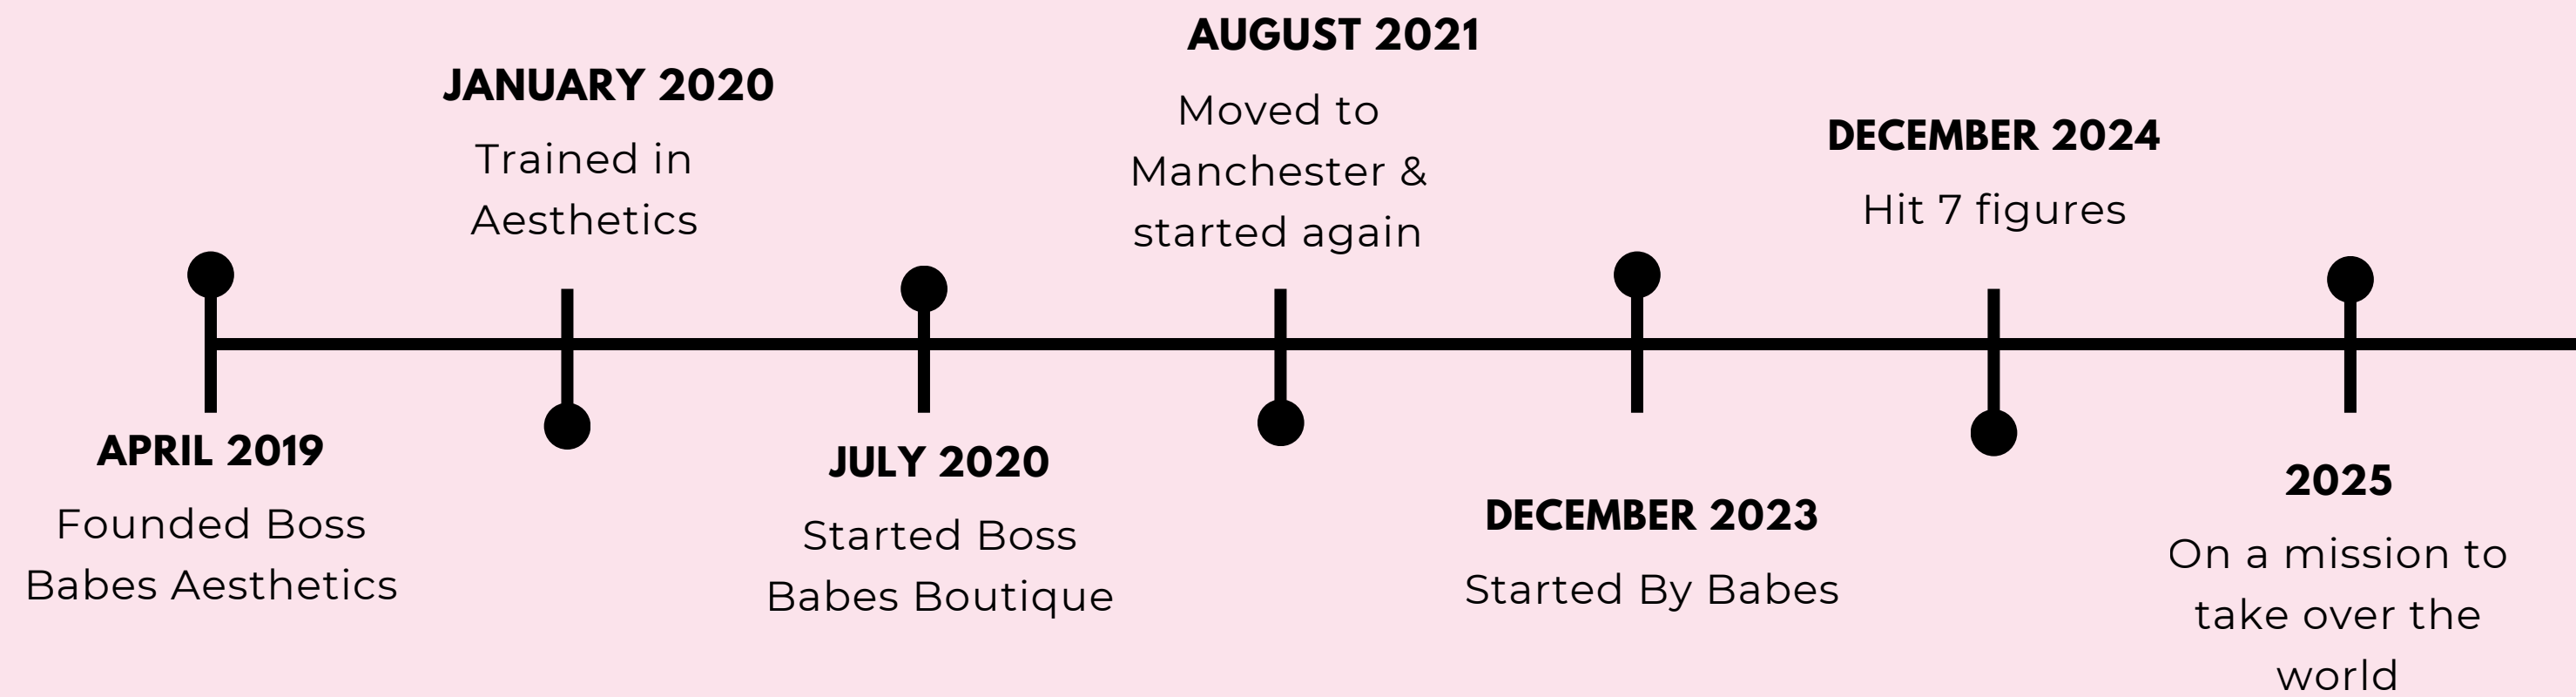 APRIL 2019
Founded Boss
Babes Aesthetics
JANUARY 2020
Trained in
Aesthetics
JULY 2020
Started Boss
Babes Boutique
AUGUST 2021
Moved to
Manchester &
started again
DECEMBER 2023
Started By Babes
DECEMBER 2024
Hit 7 figures
2025
On a mission to
take over the
world